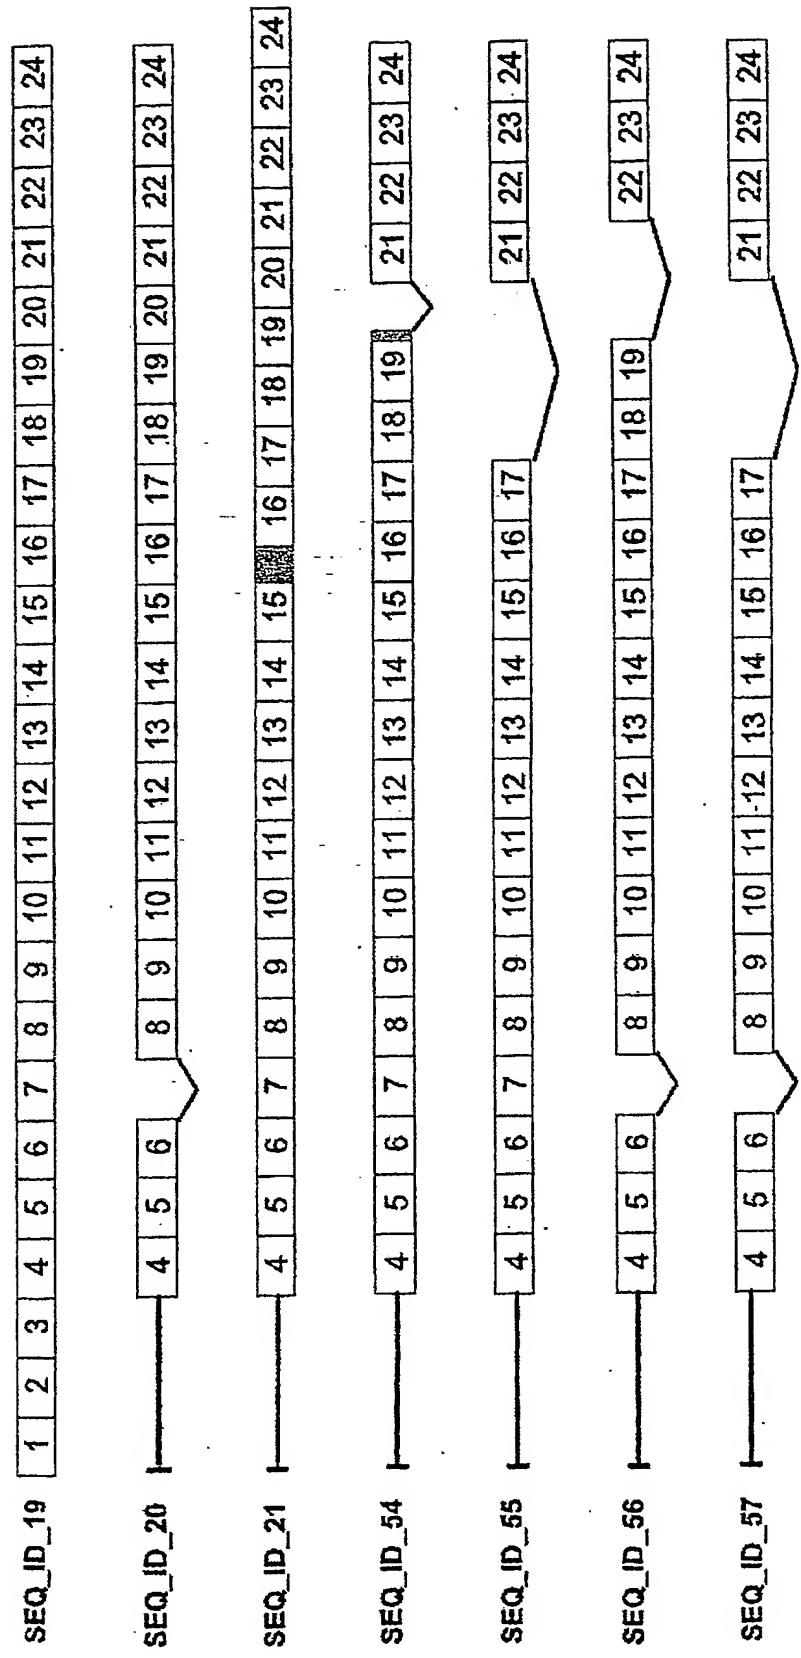 SEQ_ID_19 1 2 3 4 5 6 7 8 9 10 11 12 13 14 15 16 17 18 19 20 21 22 23 24
SEQ_ID_20 4 5 6 8 9 10 11 12 13 14 15 16 17 18 19 20 21 22 23 24
SEQ_ID_21 4 5 6 7 8 9 10 11 12 13 14 15 16 17 18 19 20 21 22 23 24
SEQ_ID_54 4 5 6 7 8 9 10 11 12 13 14 15 16 17 18 19 21 22 23 24
SEQ_ID_55 4 5 6 7 8 9 10 11 12 13 14 15 16 17 21 22 23 24
SEQ_ID_56 4 5 6 8 9 10 11 12 13 14 15 16 17 18 19 22 23 24
SEQ_ID_57 4 5 6 8 9 10 11 12 13 14 15 16 17 21 22 23 24